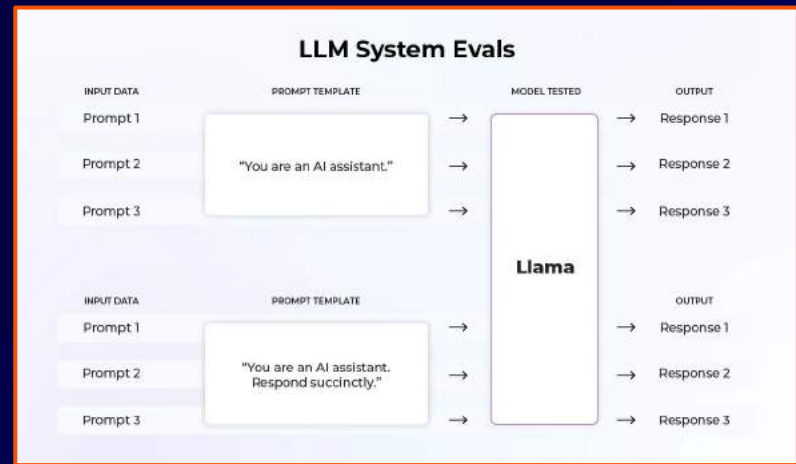 LLM System Evals
INPUT DATA PROMPT TEMPLATE MODEL TESTED OUTPUT
Prompt 1 → → Response 1
Prompt 2 "You are an AI assistant." → → Response 2
Prompt 3 → → Response 3
Llama
INPUT DATA PROMPT TEMPLATE OUTPUT
Prompt 1 → → Response 1
Prompt 2 "You are an AI assistant. → → Response 2
Respond succinctly."
Prompt 3 → → Response 3